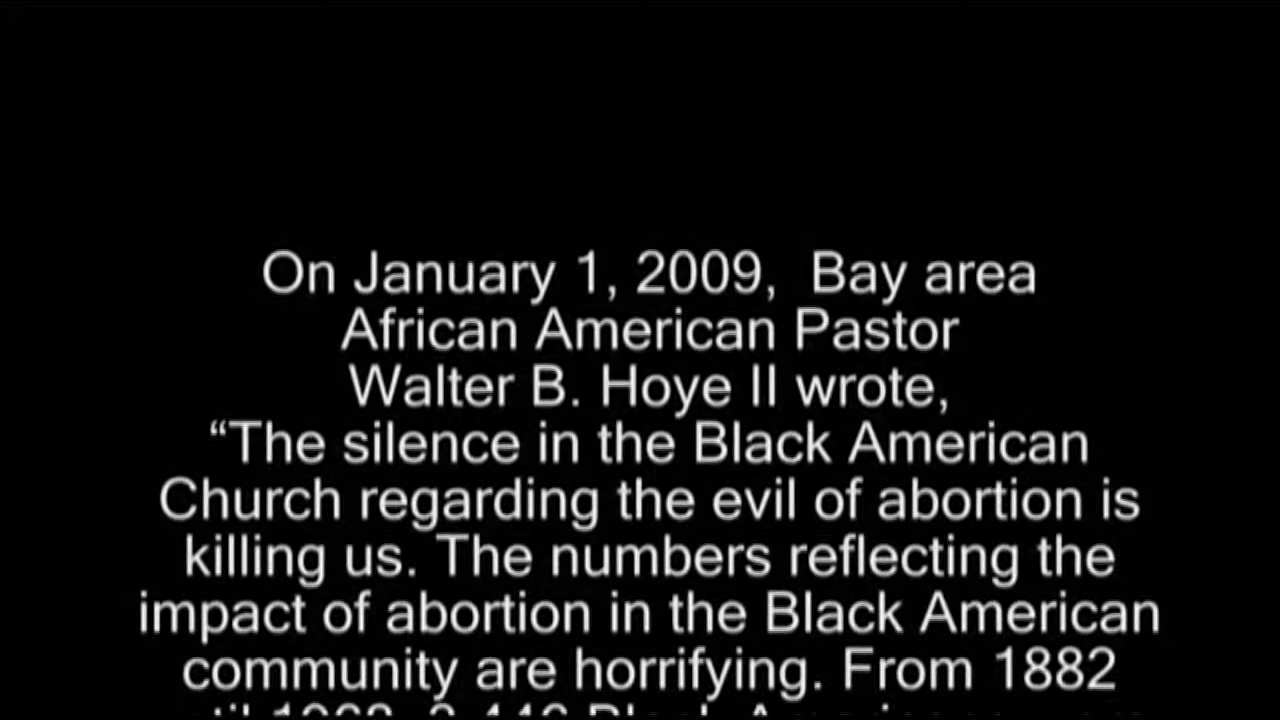 On January 1, 2009,  Bay area
African American Pastor
Walter B. Hoye II wrote,
“The silence in the Black American
Church regarding the evil of abortion is
killing us. The numbers reflecting the
impact of abortion in the Black American
community are horrifying. From 1882